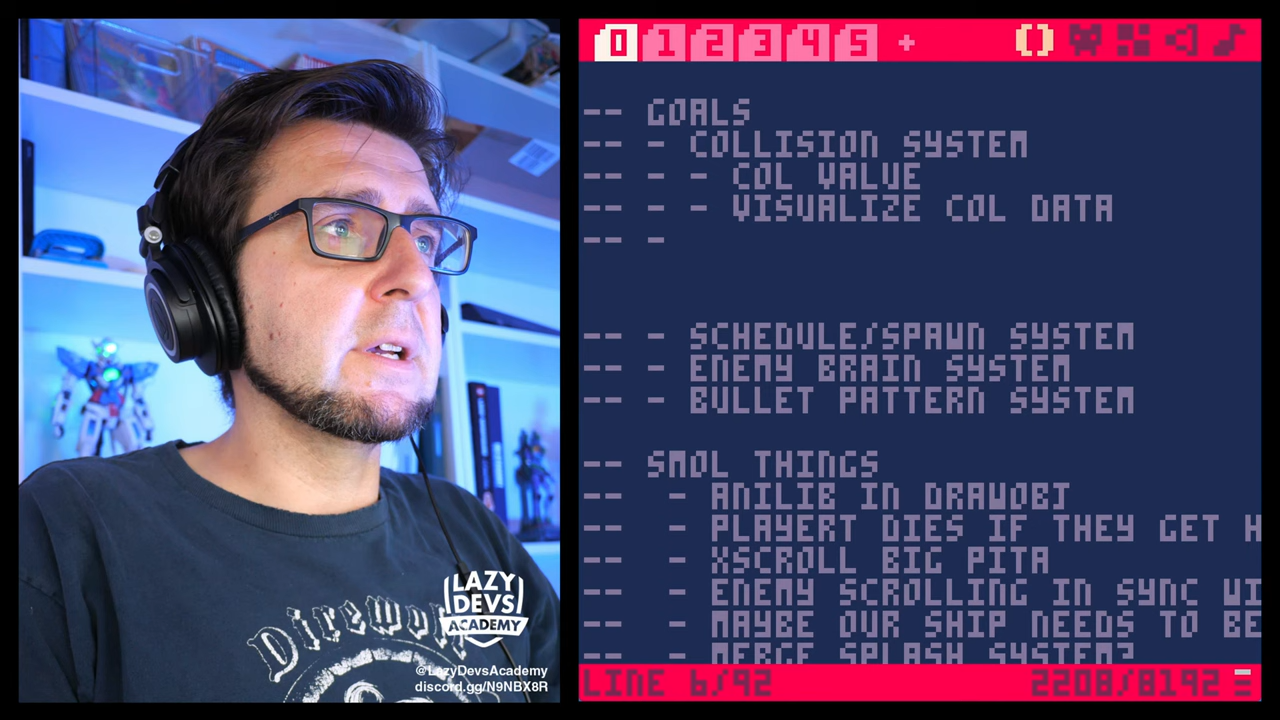 0 1 2 3 4 5 +
-- GOALS
-- - COLLISION SYSTEM
-- - - COL VALUE
-- - - VISUALIZE COL DATA
-- -
-- - SCHEDULE/SPAWN SYSTEM
-- - ENEMY BRAIN SYSTEM
-- - BULLET PATTERN SYSTEM
-- SMOL THINGS
-- - ANILIB IN DRAWOBJ
-- - PLAYERT DIES IF THEY GET H
-- - XSCROLL BIG PITA
-- - ENEMY SCROLLING IN SYNC WI
-- - MAYBE OUR SHIP NEEDS TO BE
-- - MERGE SPLASH SYSTEM?
LINE 6/92 2208/8192
LAZY
DEVS
ACADEMY
@LazyDevsAcademy
discord.gg/N9NBX8R